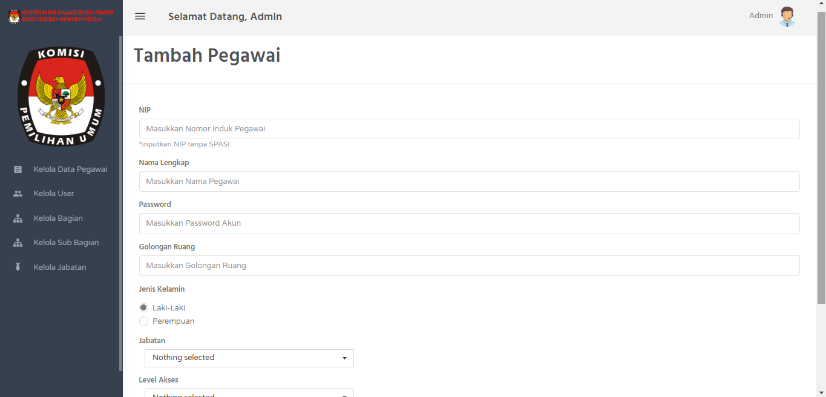 Selamat Datang, Admin
Admin
KOMISI
PEMILIHAN UMUM
Kelola Data Pegawai
Kelola User
Kelola Bagian
Kelola Sub Bagian
Kelola Jabatan
Tambah Pegawai
NIP
Masukkan Nomor Induk Pegawai
*inputkan NIP tanpa SPASI
Nama Lengkap
Masukkan Nama Pegawai
Password
Masukkan Password Akun
Golongan Ruang
Masukkan Golongan Ruang
Jenis Kelamin
Laki-Laki
Perempuan
Jabatan
Nothing selected
Level Akses
Nothing selected